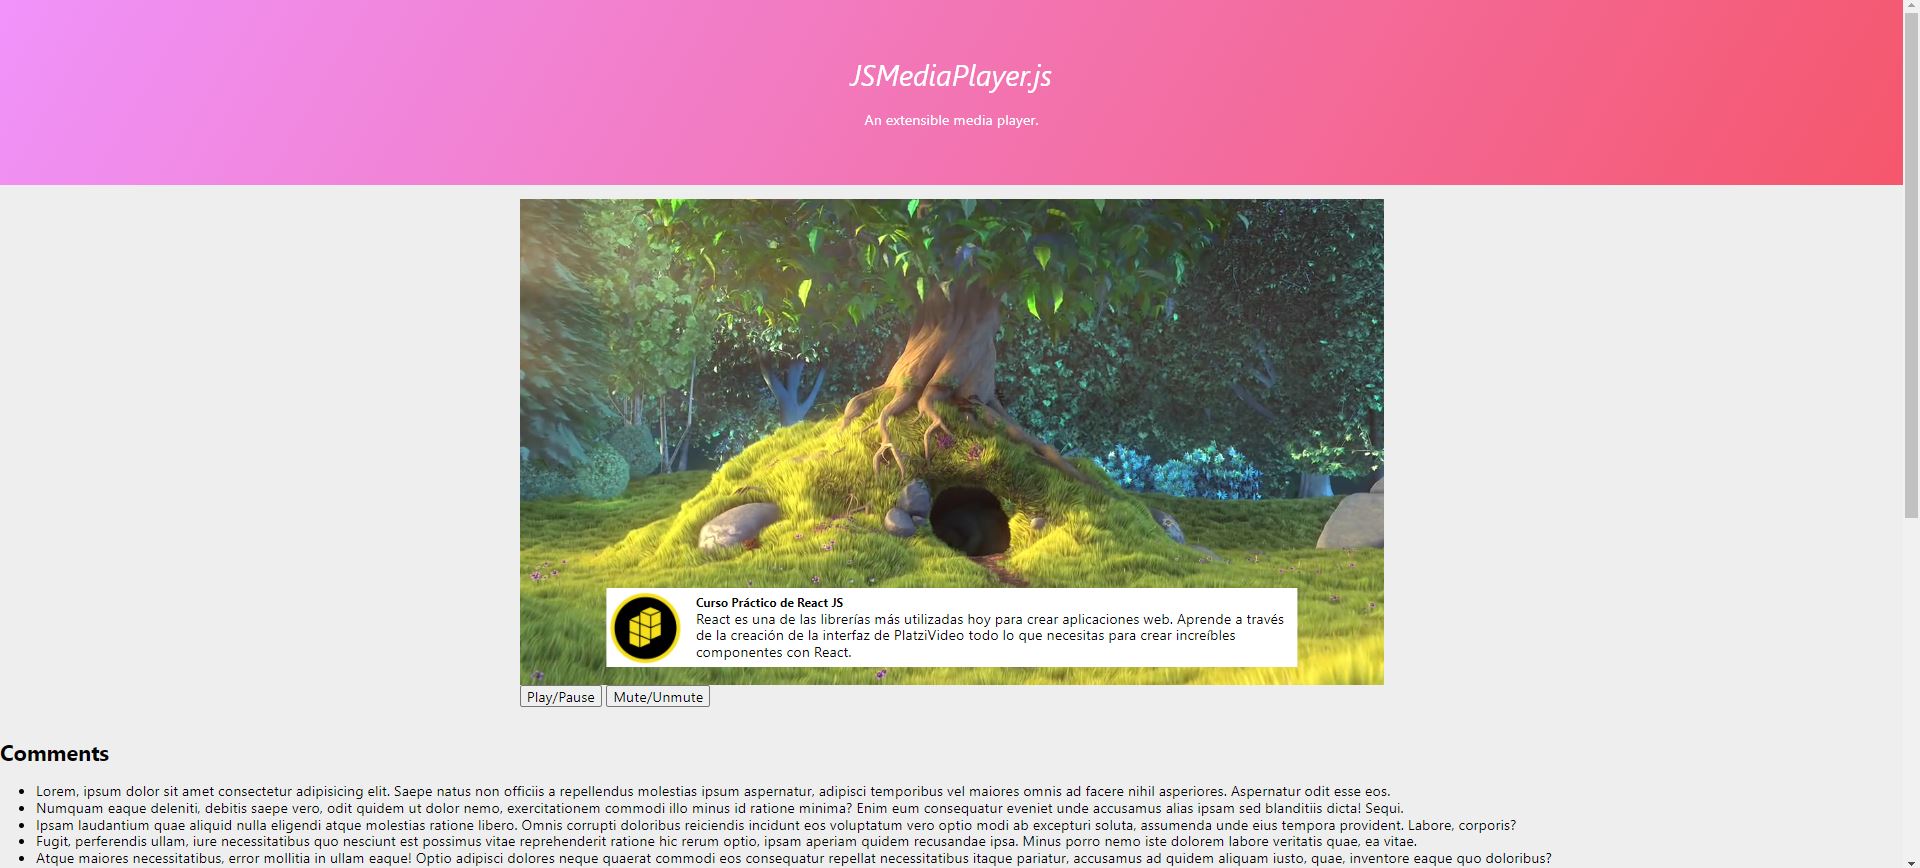 JSMediaPlayer.js
An extensible media player.
Curso Práctico de React JS
React es una de las librerías más utilizadas hoy para crear aplicaciones web. Aprende a través
de la creación de la interfaz de PlatziVideo todo lo que necesitas para crear increíbles
componentes con React.
Play/Pause Mute/Unmute
Comments
Lorem, ipsum dolor sit amet consectetur adipisicing elit. Saepe natus non officiis a repellendus molestias ipsum aspernatur, adipisci temporibus vel maiores omnis ad facere nihil asperiores. Aspernatur odit esse eos.
Numquam eaque deleniti, debitis saepe vero, odit quidem ut dolor nemo, exercitationem commodi illo minus id ratione minima? Enim eum consequatur eveniet unde accusamus alias ipsam sed blanditiis dicta! Sequi.
Ipsam laudantium quae aliquid nulla eligendi atque molestias ratione libero. Omnis corrupti doloribus reiciendis incidunt eos voluptatum vero optio modi ab excepturi soluta, assumenda unde eius tempora provident. Labore, corporis?
Fugit, perferendis ullam, iure necessitatibus quo nesciunt est possimus vitae reprehenderit ratione hic rerum optio, ipsam aperiam quidem recusandae ipsa. Minus porro nemo iste dolorem labore veritatis quae, ea vitae.
Atque maiores necessitatibus, error mollitia in ullam eaque! Optio adipisci dolores neque quaerat commodi eos consequatur repellat necessitatibus itaque pariatur, accusamus ad quidem aliquam iusto, quae, inventore eaque quo doloribus?